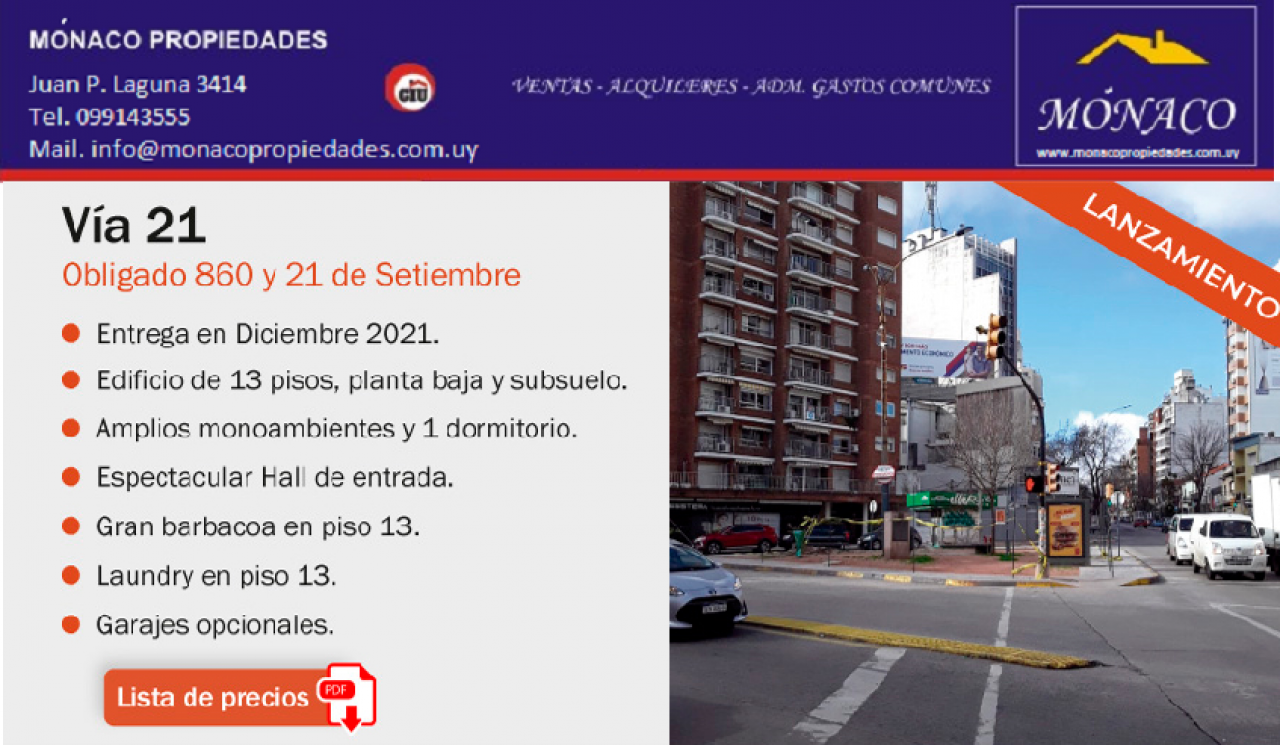 MÓNACO PROPIEDADES
Juan P. Laguna 3414
Tel. 099143555
Mail. info@monacopropiedades.com.uy
CIU
VENTAS - ALQUILERES - ADM. GASTOS COMUNES
MÓNACO
www.monacopropiedades.com.uy
Vía 21
Obligado 860 y 21 de Setiembre
Entrega en Diciembre 2021.
Edificio de 13 pisos, planta baja y subsuelo.
Amplios monoambientes y 1 dormitorio.
Espectacular Hall de entrada.
Gran barbacoa en piso 13.
Laundry en piso 13.
Garajes opcionales.
Lista de precios
PDF
LANZAMIENTO